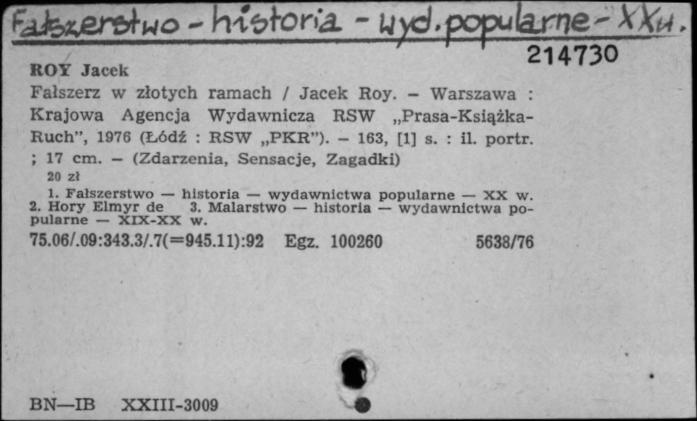 Fałszerstwo - historia - wyd. popularne - XX w.
214730
ROY Jacek
Fałszerz w złotych ramach / Jacek Roy. — Warszawa :
Krajowa Agencja Wydawnicza RSW „Prasa-Książka-
Ruch”, 1976 (Łódź : RSW „PKR”). — 163, [1] s. : il. portr.
; 17 cm. — (Zdarzenia, Sensacje, Zagadki)
20 zł
1. Fałszerstwo — historia — wydawnictwa popularne — XX w.
2. Hory Elmyr de 3. Malarstwo — historia — wydawnictwa po-
pularne — XIX-XX w.
75.06/.09:343.3/.7(=945.11):92 Egz. 100260 5638/76
BN—IB XXIII-3009